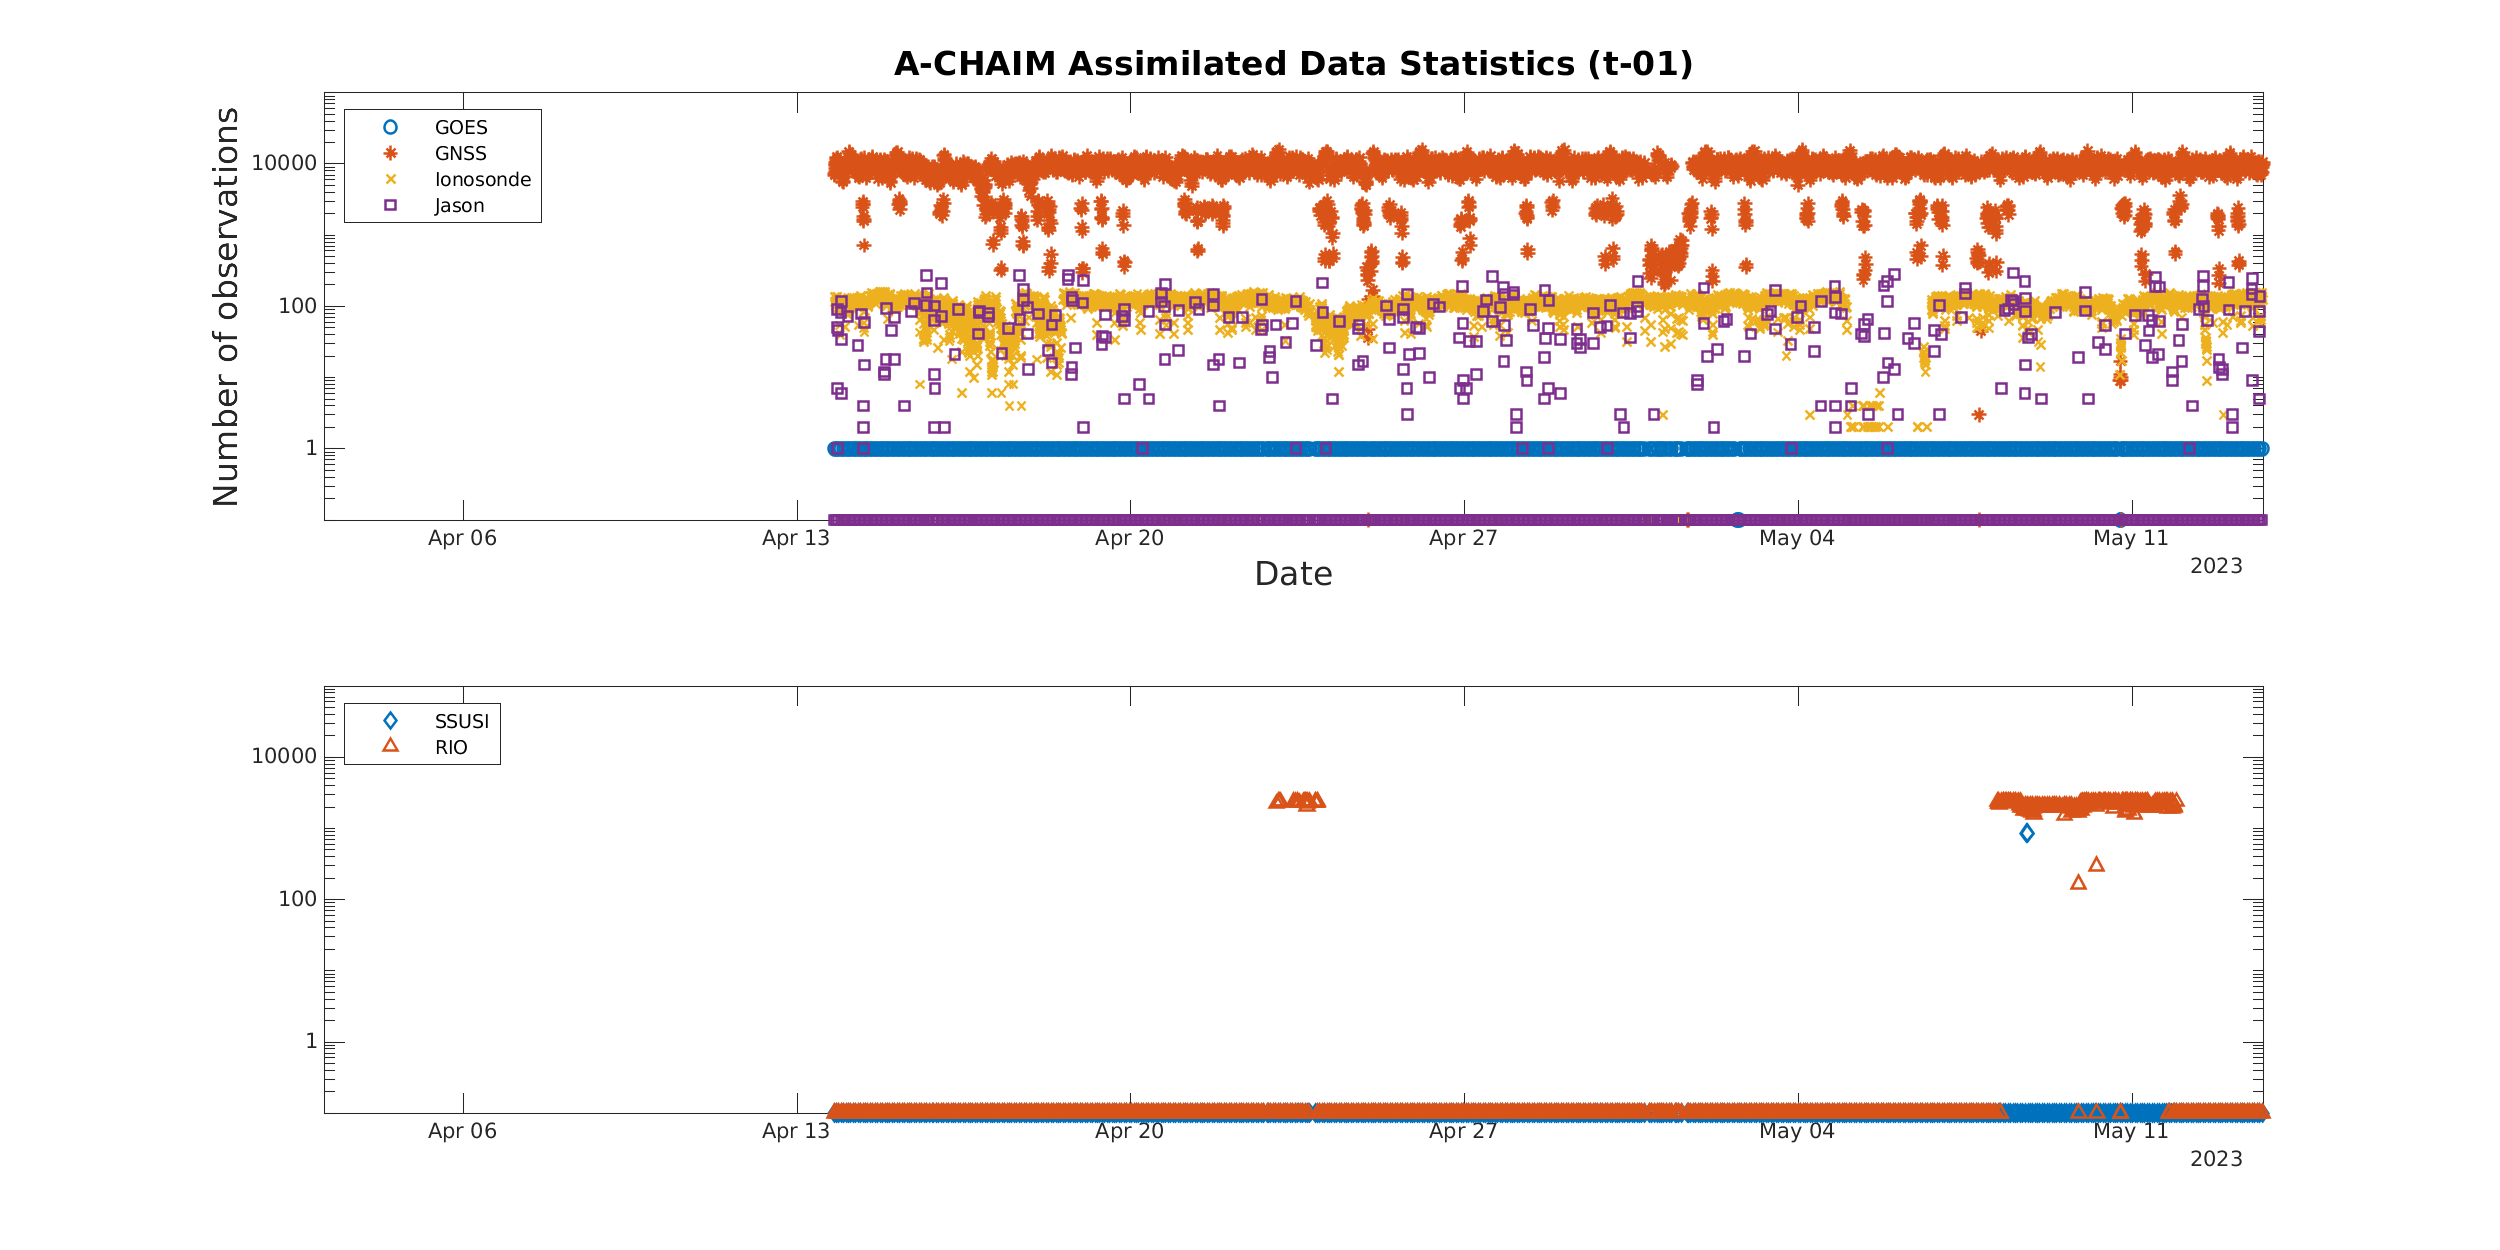 A-CHAIM Assimilated Data Statistics (t-01)
Number of observations
GOES
GNSS
Ionosonde
Jason
10000
100
1
Apr 06
Apr 13
Apr 20
Apr 27
May 04
May 11
2023
Date
SSUSI
RIO
10000
100
1
Apr 06
Apr 13
Apr 20
Apr 27
May 04
May 11
2023